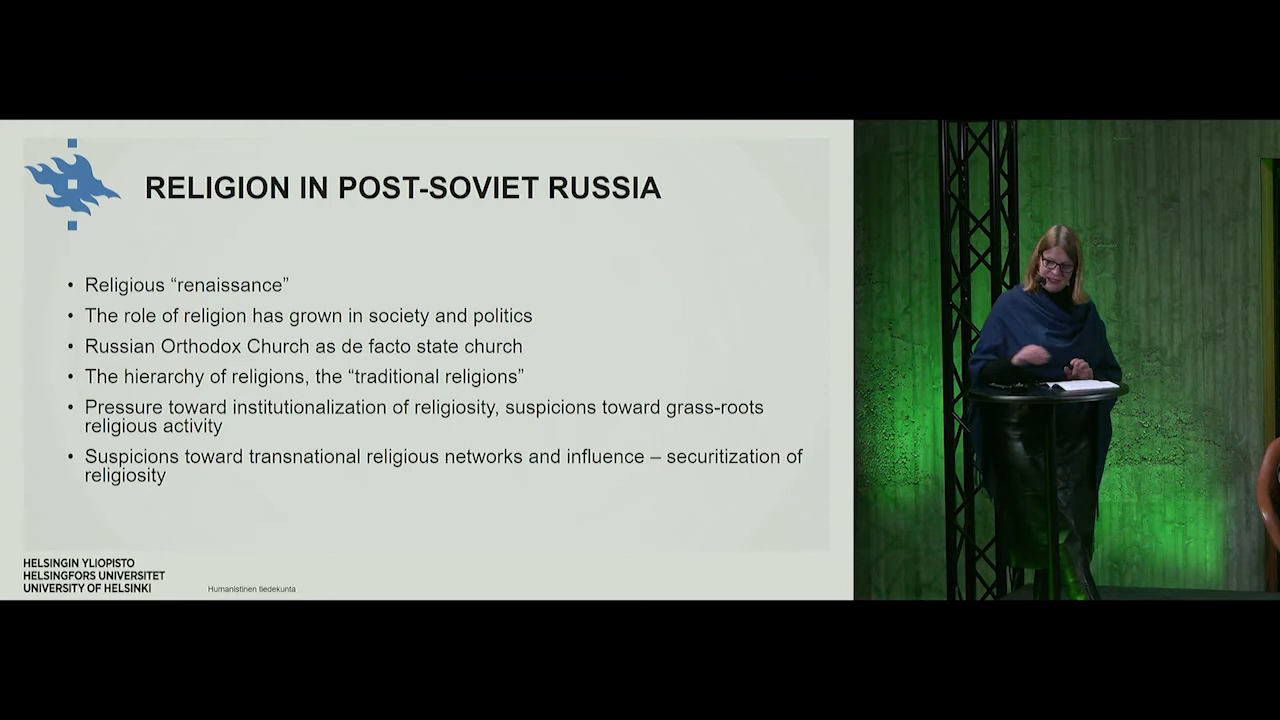 RELIGION IN POST-SOVIET RUSSIA
• Religious “renaissance”
• The role of religion has grown in society and politics
• Russian Orthodox Church as de facto state church
• The hierarchy of religions, the “traditional religions”
• Pressure toward institutionalization of religiosity, suspicions toward grass-roots
religious activity
• Suspicions toward transnational religious networks and influence – securitization of
religiosity
HELSINGIN YLIOPISTO
HELSINGFORS UNIVERSITET
UNIVERSITY OF HELSINKI
Humanistinen tiedekunta